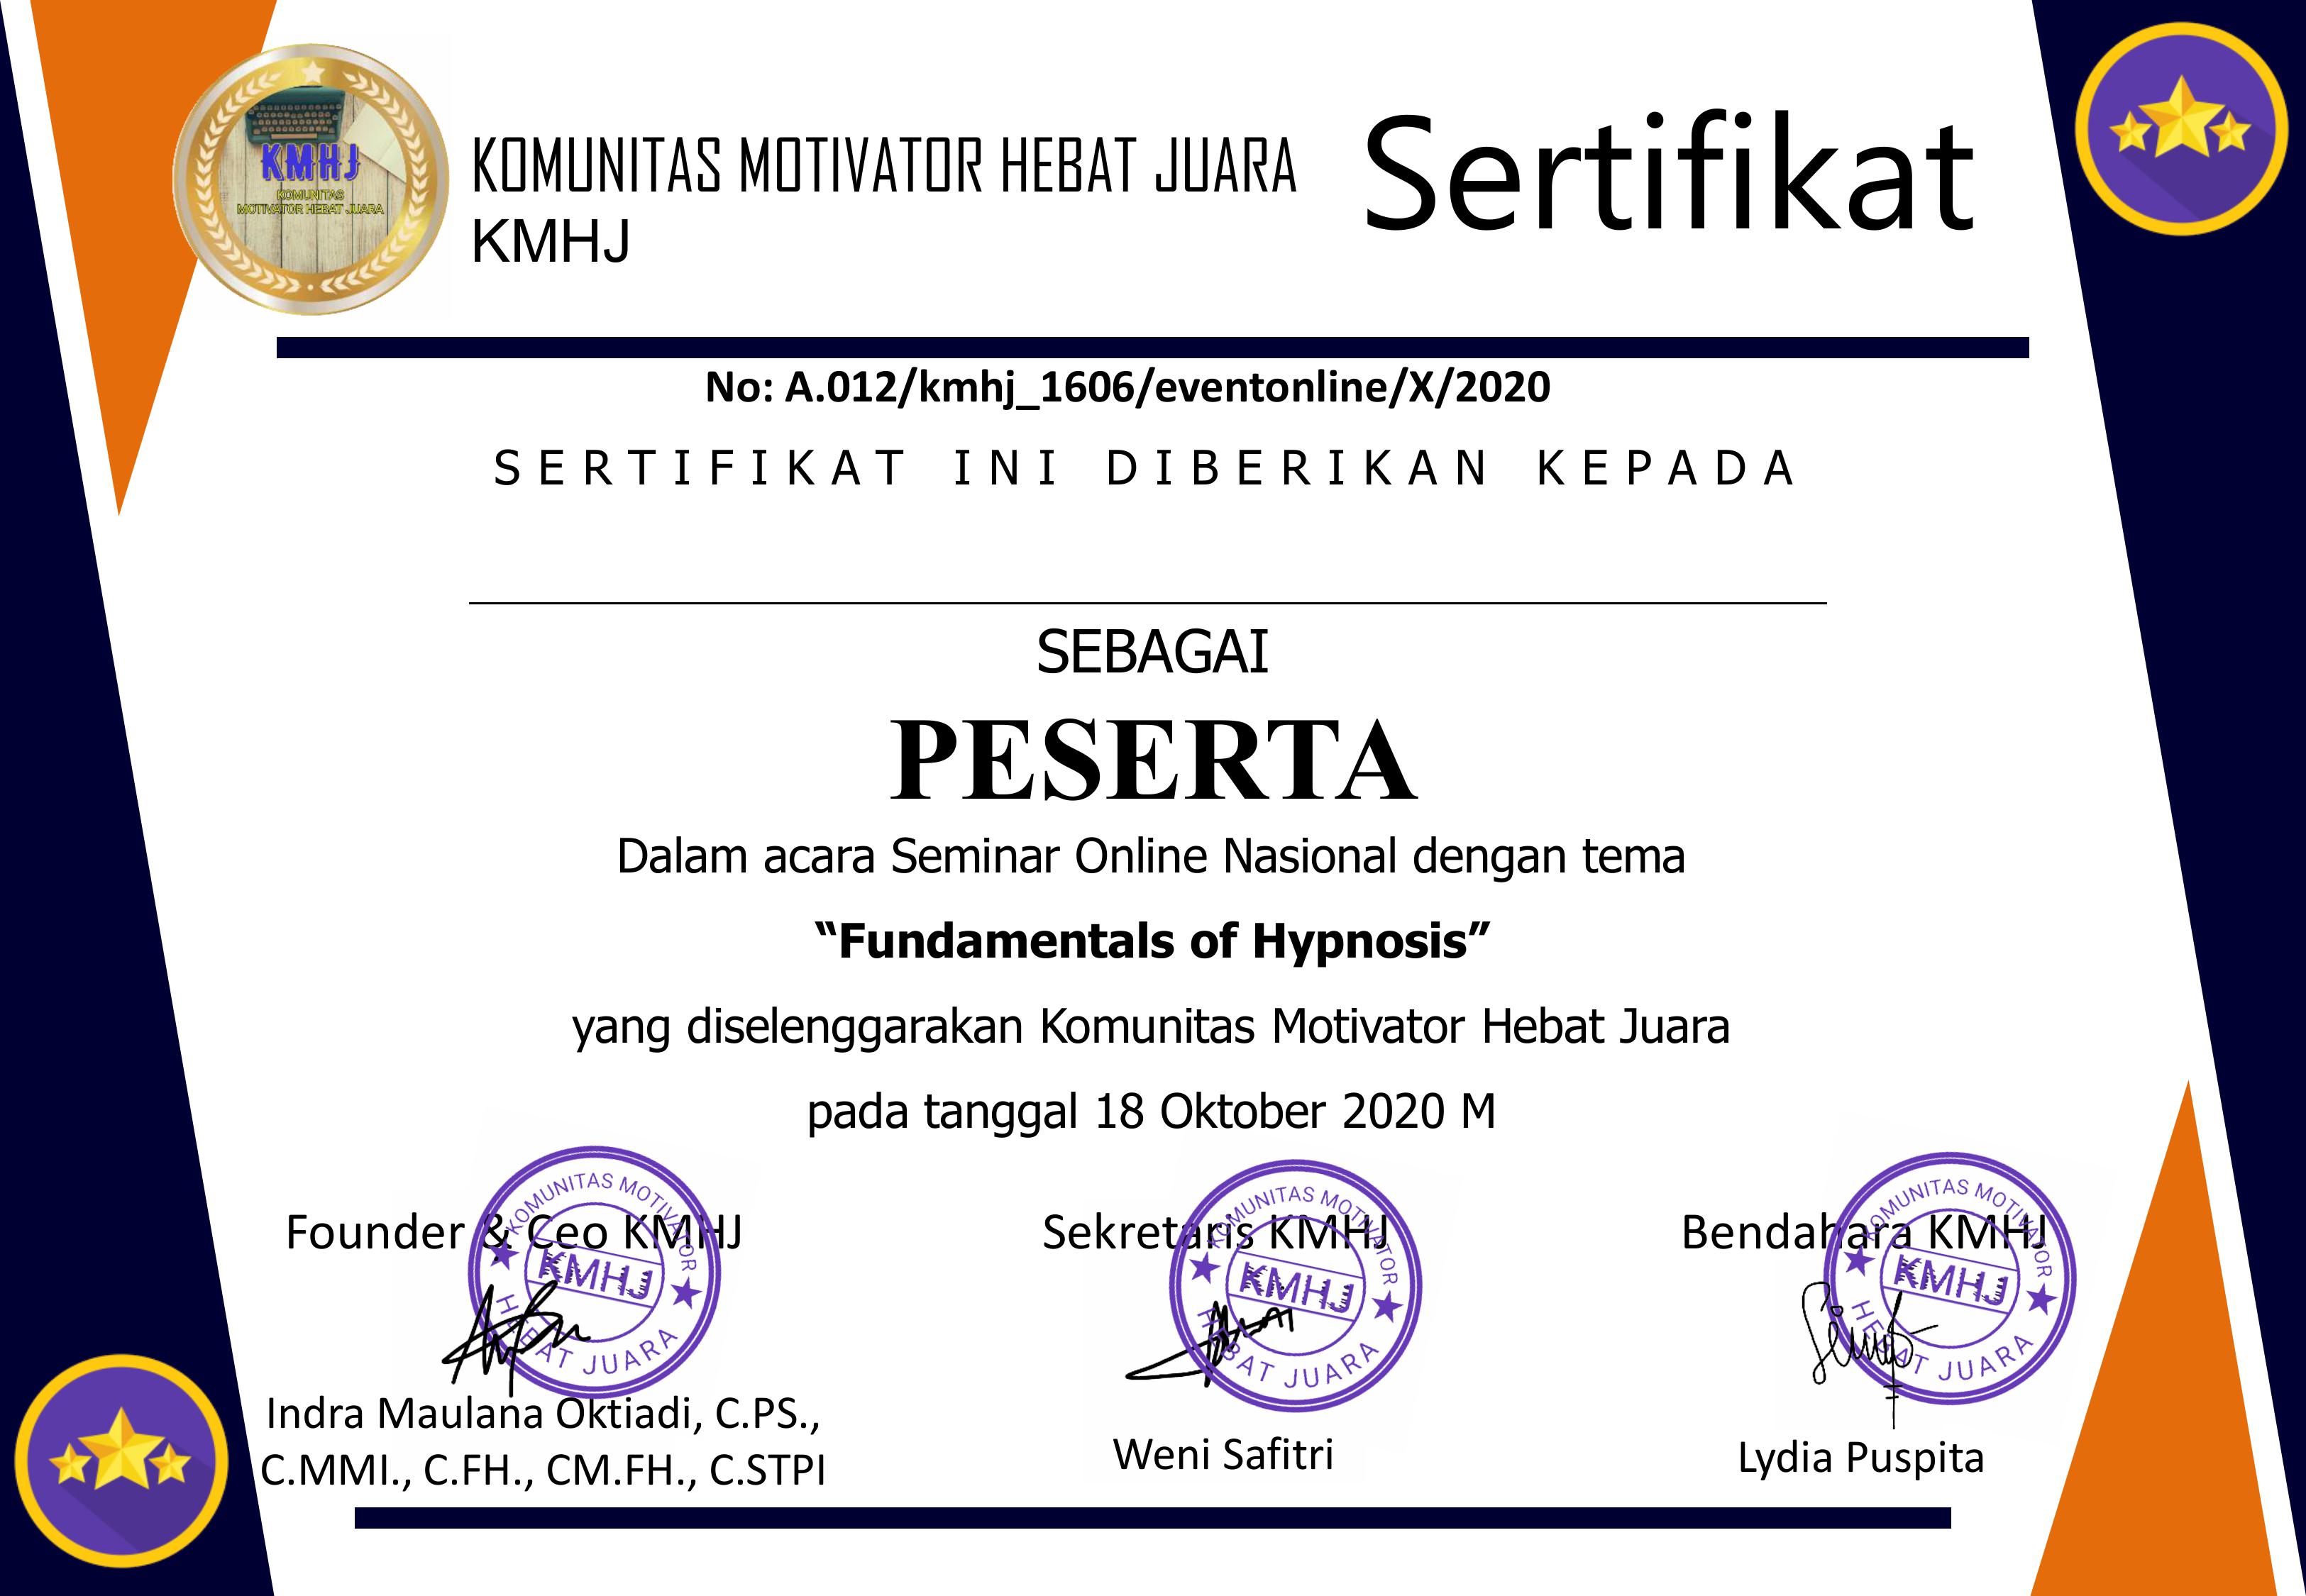 KMHJ
KOMUNITAS
MOTIVATOR HEBAT JUARA
KOMUNITAS MOTIVATOR HEBAT JUARA
KMHJ
Sertifikat
No: A.012/kmhj_1606/eventonline/X/2020
SERTIFIKAT INI DIBERIKAN KEPADA
SEBAGAI
PESERTA
Dalam acara Seminar Online Nasional dengan tema
“Fundamentals of Hypnosis”
yang diselenggarakan Komunitas Motivator Hebat Juara
pada tanggal 18 Oktober 2020 M
Founder & Ceo KMHJ
KOMUNITAS MOTIVATOR
KMHJ
HEBAT JUARA
Indra Maulana Oktiadi, C.PS.,
C.MMI., C.FH., CM.FH., C.STPI
Sekretaris KMHJ
KOMUNITAS MOTIVATOR
KMHJ
HEBAT JUARA
Weni Safitri
Bendahara KMHJ
KOMUNITAS MOTIVATOR
KMHJ
HEBAT JUARA
Lydia Puspita